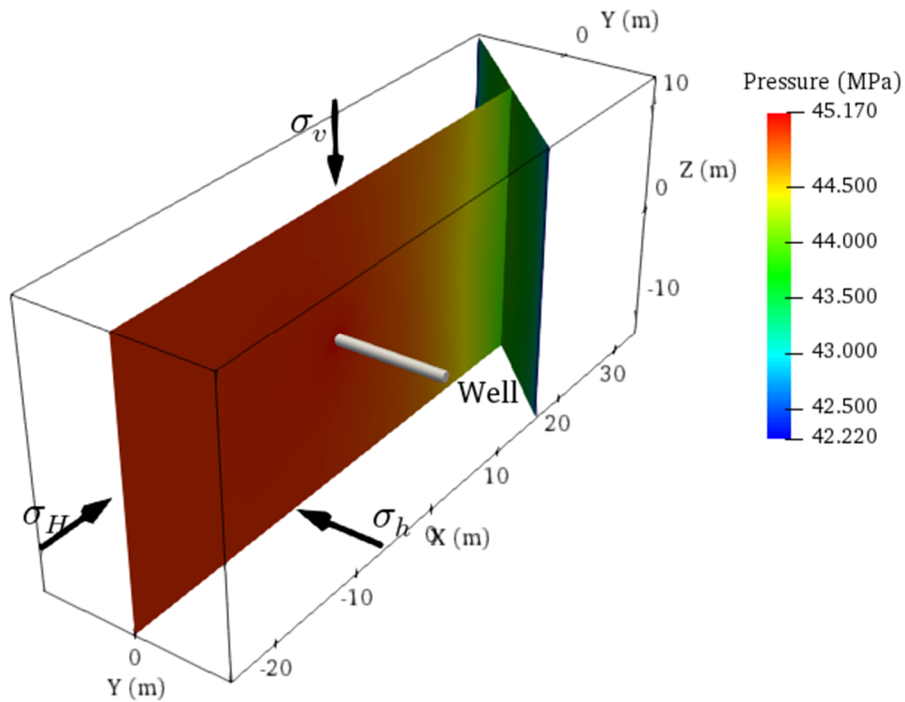 Y (m)
0
10
Z (m)
0
-10
30
20
10
0
X (m)
-10
-20
0
Y (m)
σv
σH
σh
Well
Pressure (MPa)
45.170
44.500
44.000
43.500
43.000
42.500
42.220